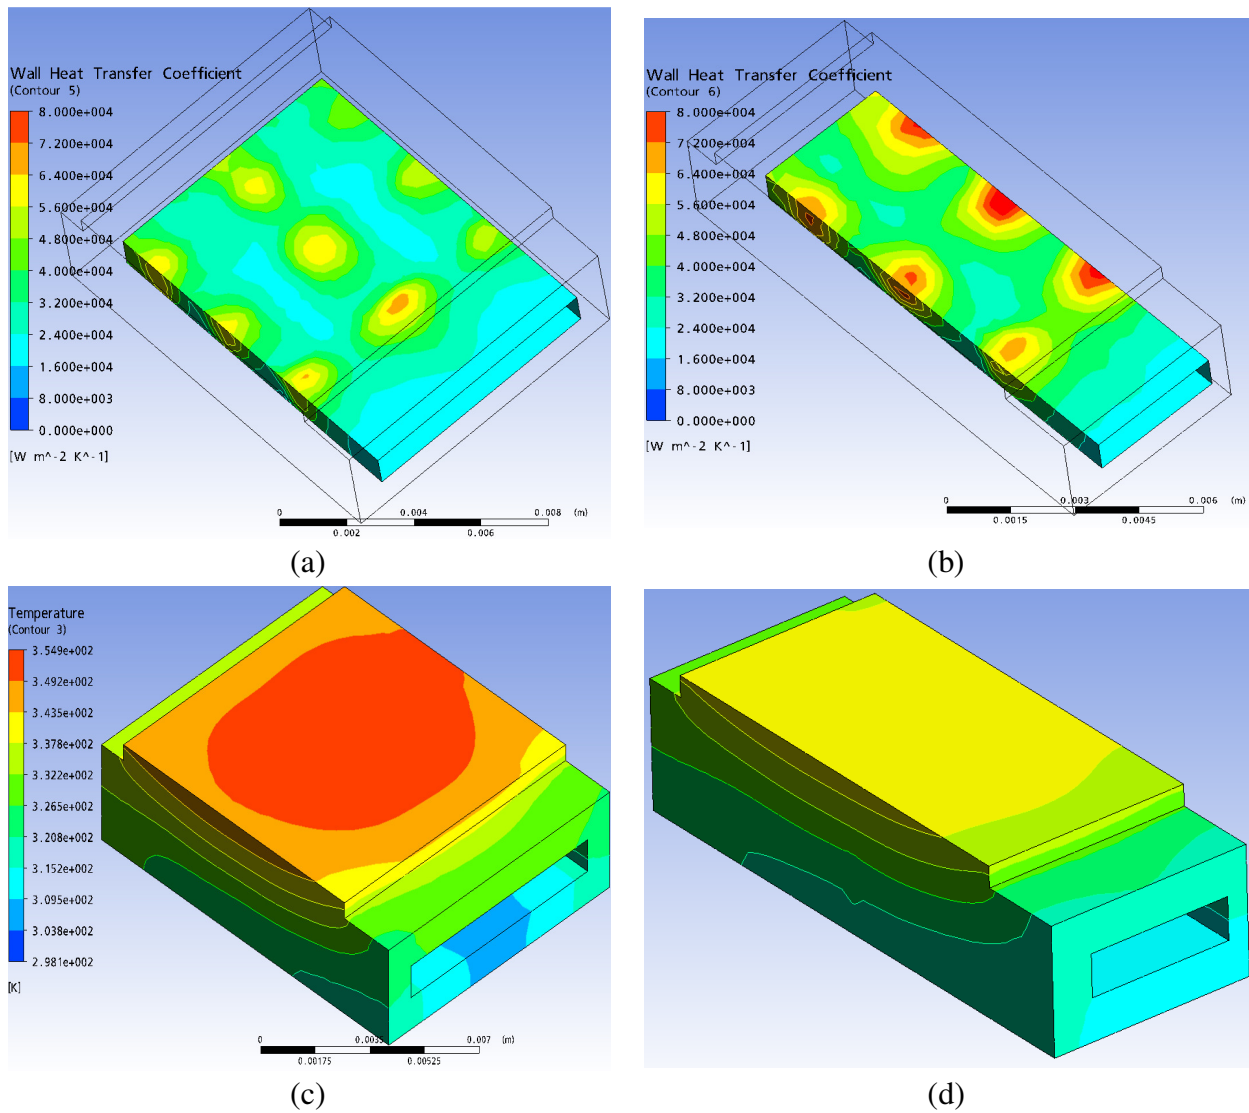 Wall Heat Transfer Coefficient
(Contour 5)
8.000e+004
7.200e+004
6.400e+004
5.600e+004
4.800e+004
4.000e+004
3.200e+004
2.400e+004
1.600e+004
8.000e+003
0.000e+000
[W m^-2 K^-1]
0 0.004 0.008 (m)
0.002 0.006
(a)
Wall Heat Transfer Coefficient
(Contour 6)
8.000e+004
7.200e+004
6.400e+004
5.600e+004
4.800e+004
4.000e+004
3.200e+004
2.400e+004
1.600e+004
8.000e+003
0.000e+000
[W m^-2 K^-1]
0 0.003 0.006 (m)
0.0015 0.0045
(b)
Temperature
(Contour 3)
3.549e+002
3.492e+002
3.435e+002
3.378e+002
3.322e+002
3.265e+002
3.208e+002
3.152e+002
3.095e+002
3.038e+002
2.981e+002
[K]
0 0.0035 0.007 (m)
0.00175 0.00525
(c)
(d)